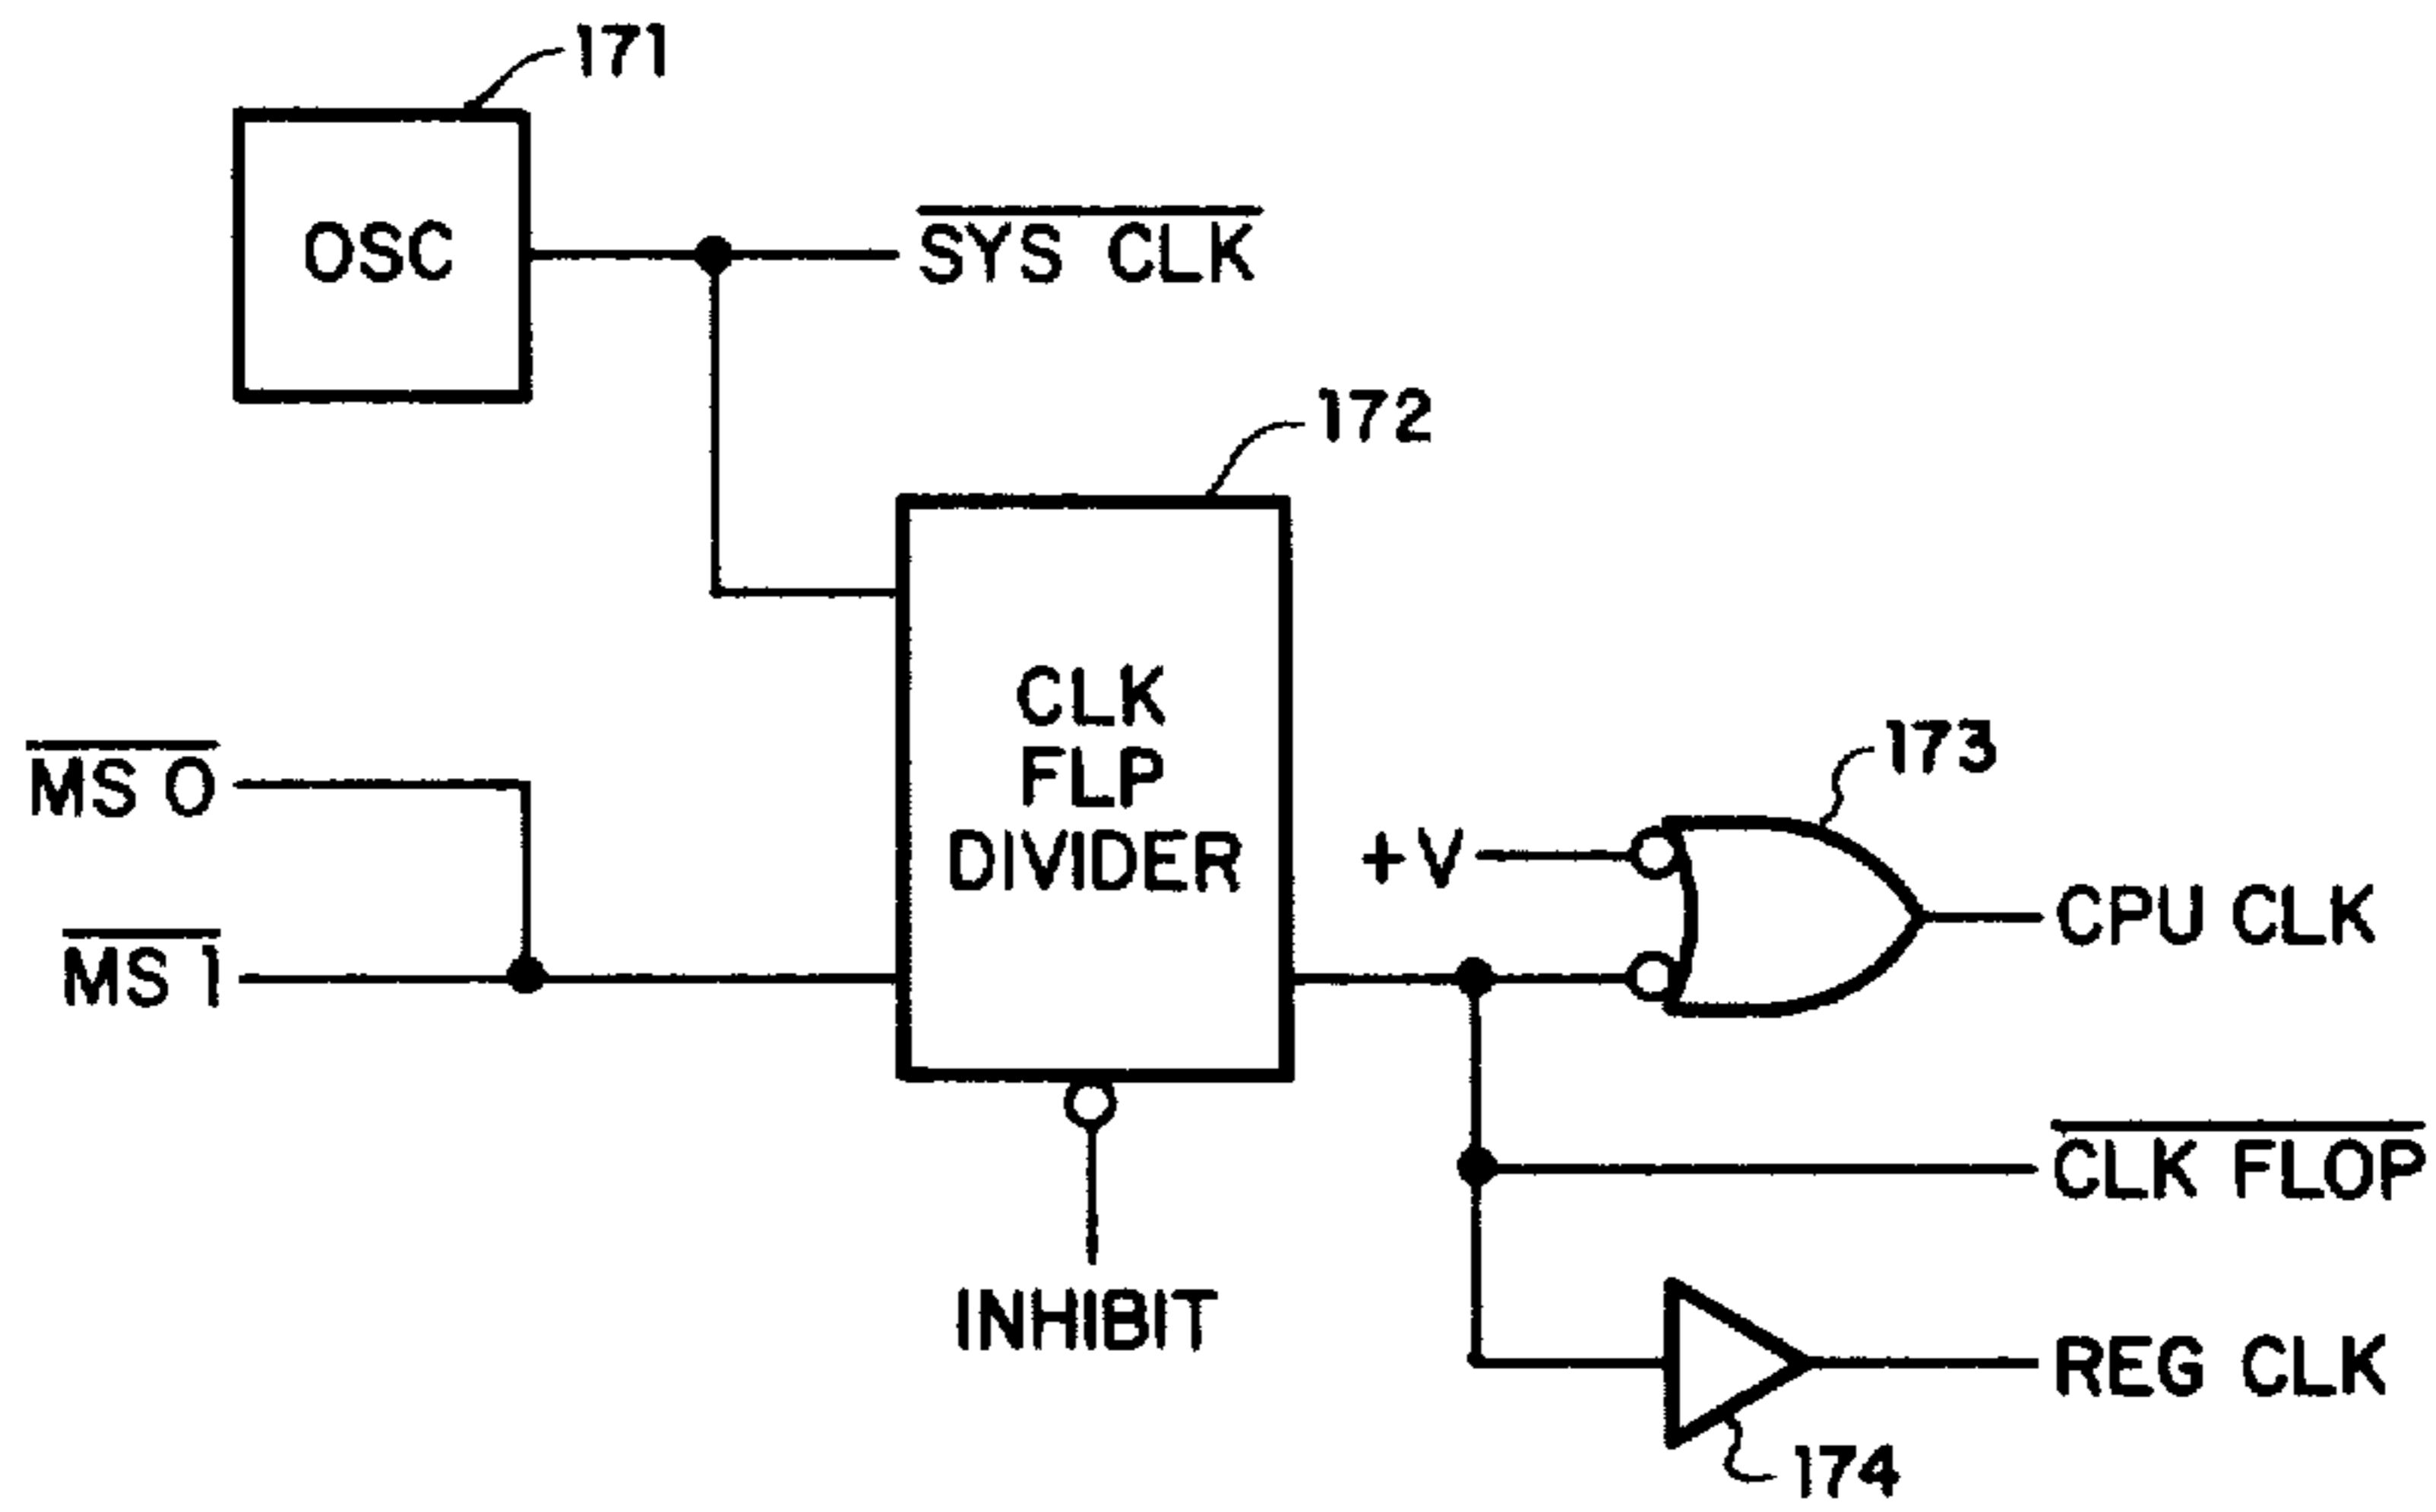 171
OSC
SYS CLK
172
CLK
FLP
DIVIDER
MS 0
MS 1
173
+V
CPU CLK
CLK FLOP
INHIBIT
REG CLK
174